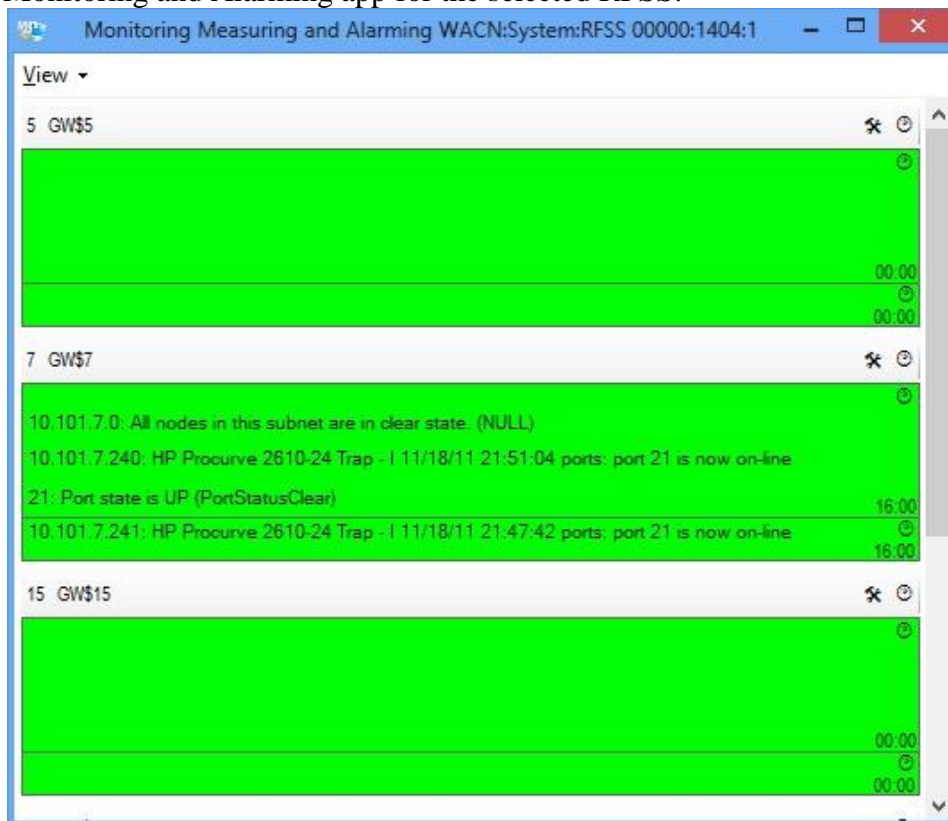 Monitoring and Alarming app for the selected RFSS.
Monitoring Measuring and Alarming WACN:System:RFSS 00000:1404:1
View
5 GW$5
00:00
00:00
7 GW$7
10.101.7.0: All nodes in this subnet are in clear state. (NULL)
10.101.7.240: HP Procurve 2610-24 Trap - I 11/18/11 21:51:04 ports: port 21 is now on-line
21: Port state is UP (PortStatusClear)
16:00
10.101.7.241: HP Procurve 2610-24 Trap - I 11/18/11 21:47:42 ports: port 21 is now on-line
16:00
15 GW$15
00:00
00:00